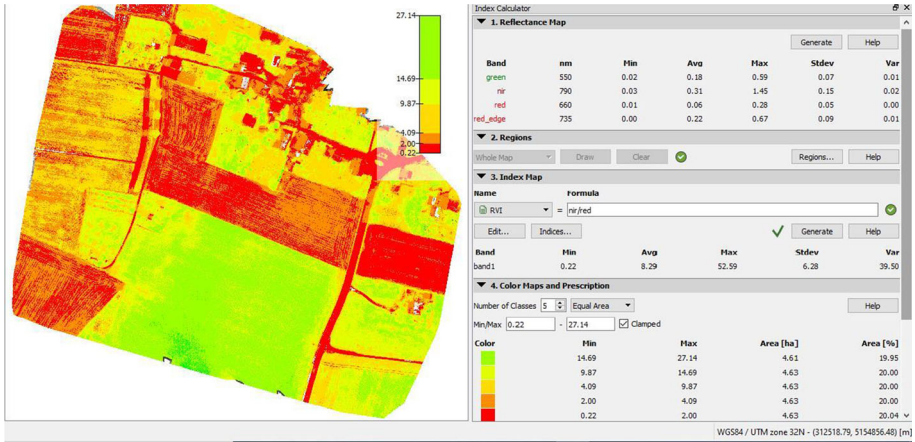 27.14
14.69
9.87
4.09
2.00
0.22
Index Calculator
1. Reflectance Map
Generate Help
Band nm Min Avg Max Stdev Var
green 550 0.02 0.18 0.59 0.07 0.01
nir 790 0.03 0.31 1.45 0.15 0.02
red 660 0.01 0.06 0.28 0.05 0.00
red_edge 735 0.00 0.22 0.67 0.09 0.01
2. Regions
Whole Map Draw Clear Regions... Help
3. Index Map
Name Formula
RVI = nir/red
Edit... Indices... Generate Help
Band Min Avg Max Stdev Var
band1 0.22 8.29 52.59 6.28 39.50
4. Color Maps and Prescription
Number of Classes 5 Equal Area Help
Min/Max 0.22 - 27.14 Clamped
Color Min Max Area [ha] Area [%]
14.69 27.14 4.61 19.95
9.87 14.69 4.63 20.00
4.09 9.87 4.63 20.00
2.00 4.09 4.63 20.00
0.22 2.00 4.63 20.04
WGS84 / UTM zone 32N - (312518.79, 5154856.48) [m]